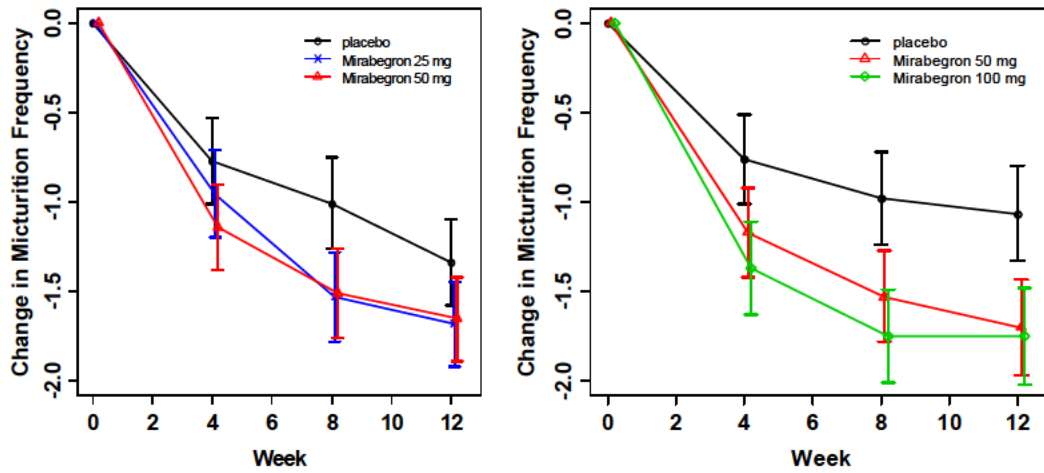 Change in Micturition Frequency
0.0
-0.5
-1.0
-1.5
-2.0
placebo
Mirabegron 25 mg
Mirabegron 50 mg
0 2 4 6 8 10 12
Week
Change in Micturition Frequency
0.0
-0.5
-1.0
-1.5
-2.0
placebo
Mirabegron 50 mg
Mirabegron 100 mg
0 2 4 6 8 10 12
Week